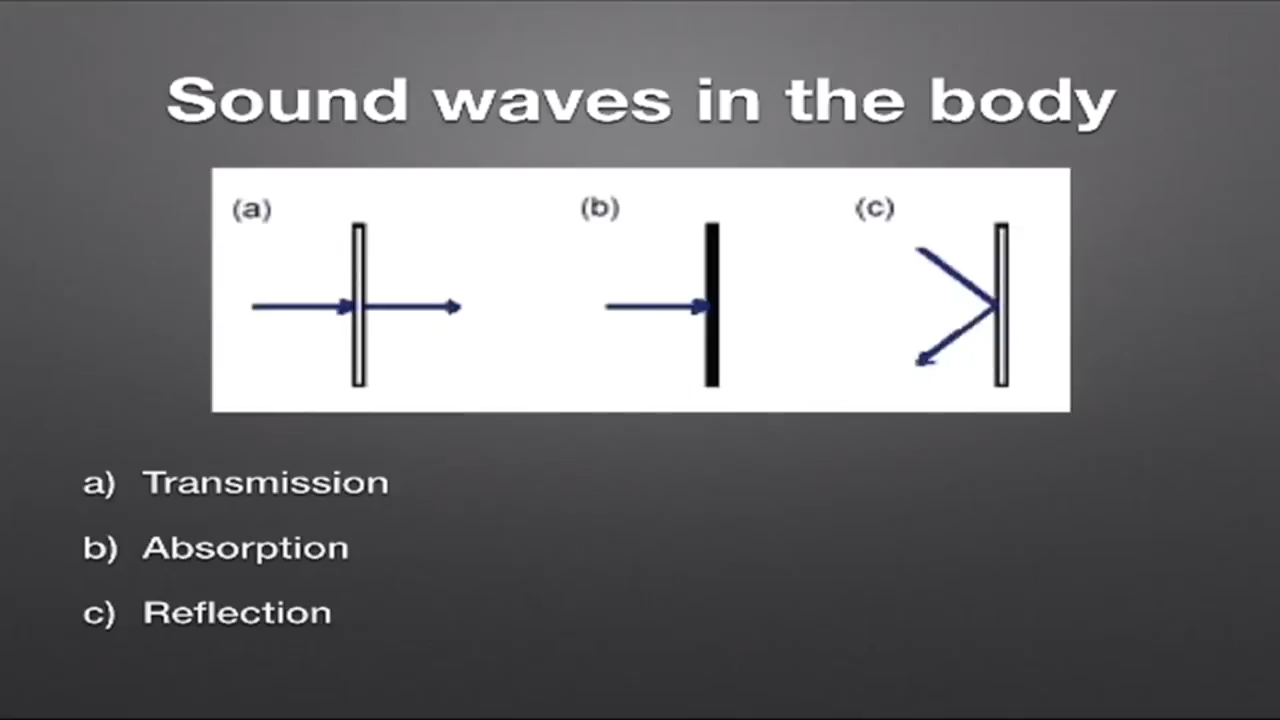 Sound waves in the body
(a) (b) (c)
a) Transmission
b) Absorption
c) Reflection